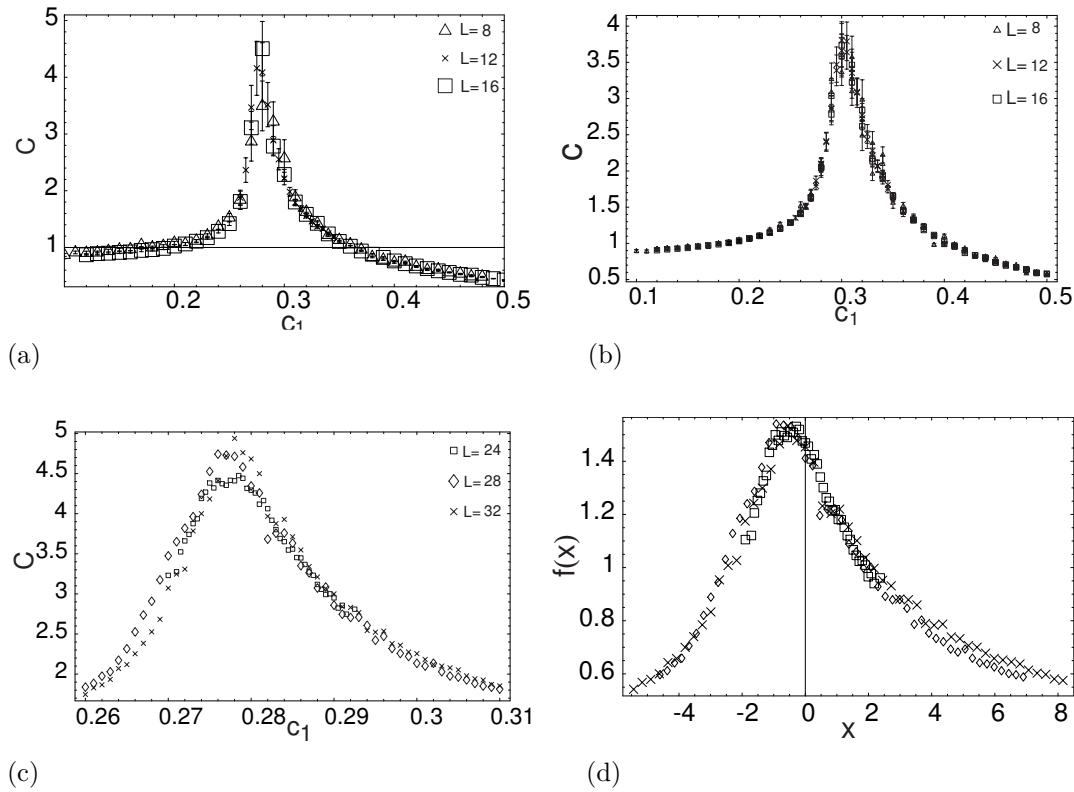 5
4
3
2
1
C
△ L= 8
× L=12
□ L=16
0.2 0.3 0.4 0.5
c1
(a)
4
3.5
3
2.5
2
1.5
1
0.5
C
△ L= 8
× L= 12
□ L= 16
0.1 0.2 0.3 0.4 0.5
c1
(b)
5
4.5
4
3.5
3
2.5
2
C
□ L= 24
◇ L= 28
× L= 32
0.26 0.27 0.28 0.29 0.3 0.31
c1
(c)
1.4
1.2
1
0.8
0.6
f(x)
-4 -2 0 2 4 6 8
x
(d)